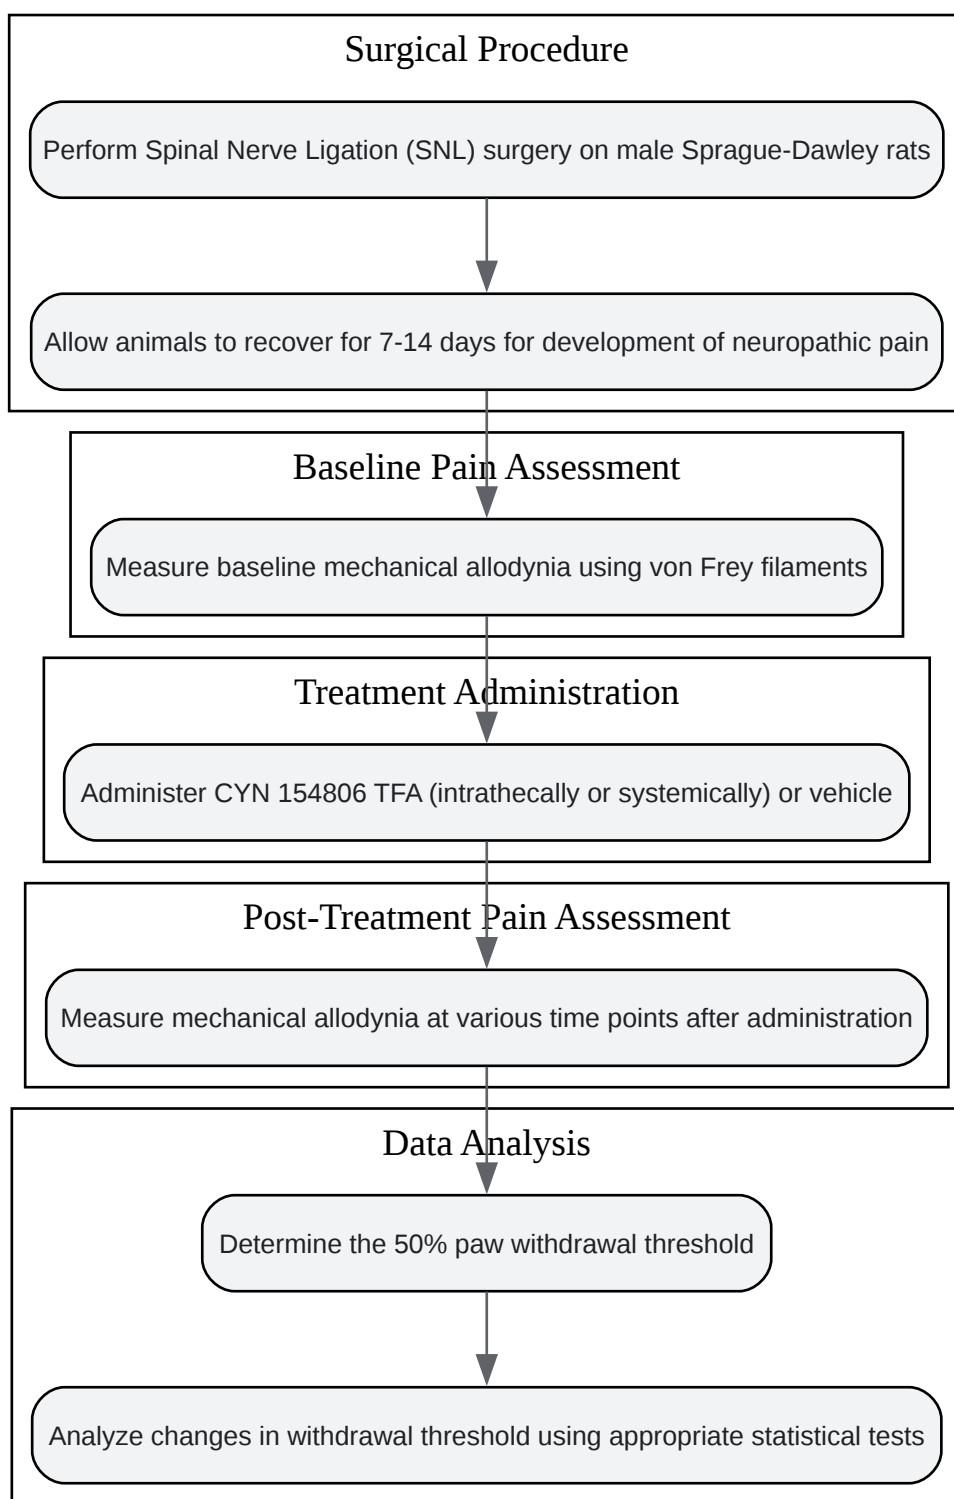 Surgical Procedure
Perform Spinal Nerve Ligation (SNL) surgery on male Sprague-Dawley rats
Allow animals to recover for 7-14 days for development of neuropathic pain
Baseline Pain Assessment
Measure baseline mechanical allodynia using von Frey filaments
Treatment Administration
Administer CYN 154806 TFA (intrathecally or systemically) or vehicle
Post-Treatment Pain Assessment
Measure mechanical allodynia at various time points after administration
Data Analysis
Determine the 50% paw withdrawal threshold
Analyze changes in withdrawal threshold using appropriate statistical tests